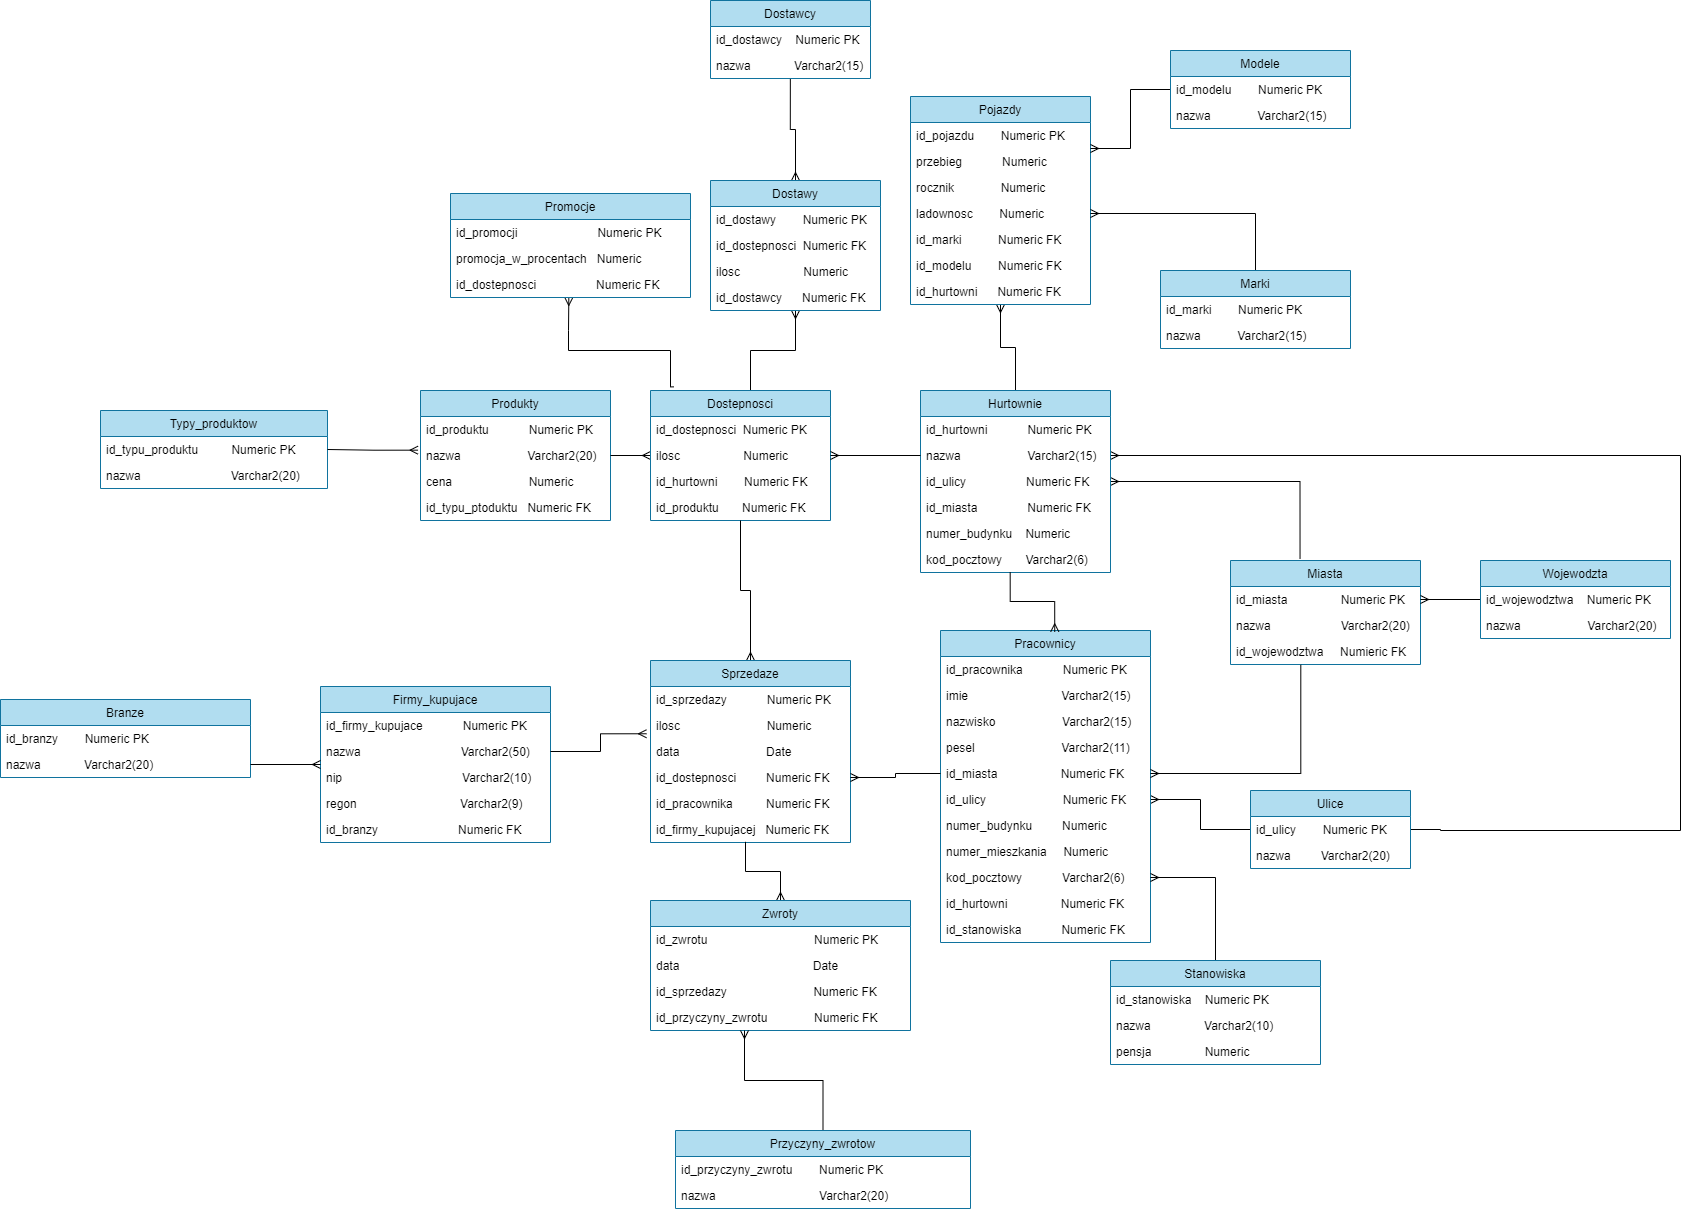 Dostawcy
id_dostawcy Numeric PK
nazwa Varchar2(15)
Modele
id_modelu Numeric PK
nazwa Varchar2(15)
Pojazdy
id_pojazdu Numeric PK
przebieg Numeric
rocznik Numeric
ladownosc Numeric
id_marki Numeric FK
id_modelu Numeric FK
id_hurtowni Numeric FK
Dostawy
id_dostawy Numeric PK
id_dostepnosci Numeric FK
ilosc Numeric
id_dostawcy Numeric FK
Promocje
id_promocji Numeric PK
promocja_w_procentach Numeric
id_dostepnosci Numeric FK
Marki
id_marki Numeric PK
nazwa Varchar2(15)
Typy_produktow
id_typu_produktu Numeric PK
nazwa Varchar2(20)
Produkty
id_produktu Numeric PK
nazwa Varchar2(20)
cena Numeric
id_typu_ptoduktu Numeric FK
Dostepnosci
id_dostepnosci Numeric PK
ilosc Numeric
id_hurtowni Numeric FK
id_produktu Numeric FK
Hurtownie
id_hurtowni Numeric PK
nazwa Varchar2(15)
id_ulicy Numeric FK
id_miasta Numeric FK
numer_budynku Numeric
kod_pocztowy Varchar2(6)
Miasta
id_miasta Numeric PK
nazwa Varchar2(20)
id_wojewodztwa Numieric FK
Wojewodzta
id_wojewodztwa Numeric PK
nazwa Varchar2(20)
Branze
id_branzy Numeric PK
nazwa Varchar2(20)
Firmy_kupujace
id_firmy_kupujace Numeric PK
nazwa Varchar2(50)
nip Varchar2(10)
regon Varchar2(9)
id_branzy Numeric FK
Sprzedaze
id_sprzedazy Numeric PK
ilosc Numeric
data Date
id_dostepnosci Numeric FK
id_pracownika Numeric FK
id_firmy_kupujacej Numeric FK
Pracownicy
id_pracownika Numeric PK
imie Varchar2(15)
nazwisko Varchar2(15)
pesel Varchar2(11)
id_miasta Numeric FK
id_ulicy Numeric FK
numer_budynku Numeric
numer_mieszkania Numeric
kod_pocztowy Varchar2(6)
id_hurtowni Numeric FK
id_stanowiska Numeric FK
Ulice
id_ulicy Numeric PK
nazwa Varchar2(20)
Zwroty
id_zwrotu Numeric PK
data Date
id_sprzedazy Numeric FK
id_przyczyny_zwrotu Numeric FK
Stanowiska
id_stanowiska Numeric PK
nazwa Varchar2(10)
pensja Numeric
Przyczyny_zwrotow
id_przyczyny_zwrotu Numeric PK
nazwa Varchar2(20)